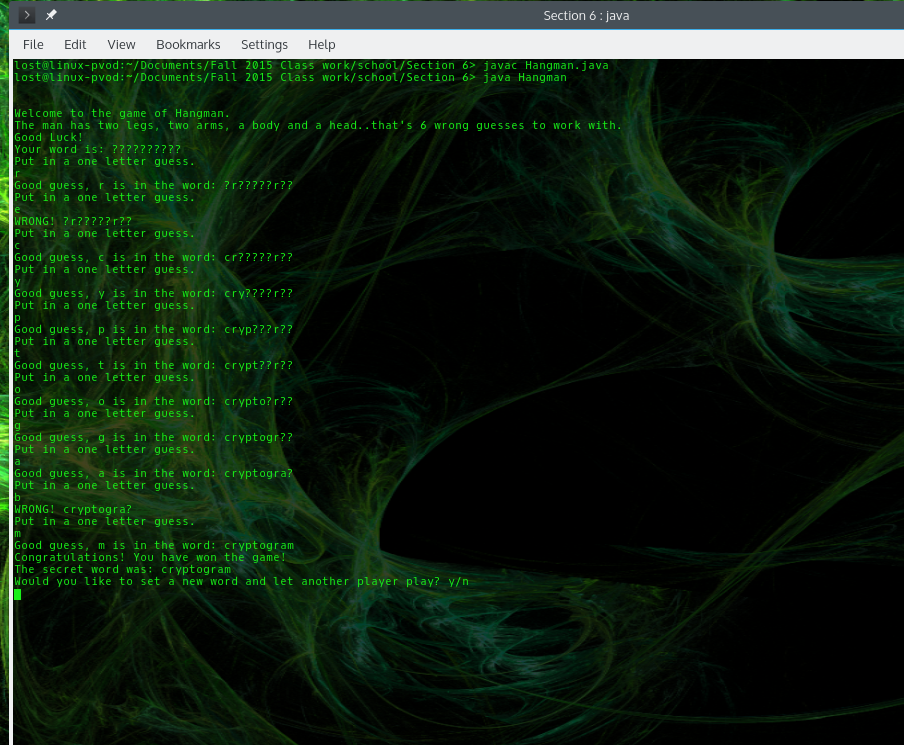 Section 6 : java
File Edit View Bookmarks Settings Help
lost@linux-pvod:~/Documents/Fall 2015 Class work/school/Section 6> javac Hangman.java
lost@linux-pvod:~/Documents/Fall 2015 Class work/school/Section 6> java Hangman
Welcome to the game of Hangman.
The man has two legs, two arms, a body and a head..that's 6 wrong guesses to work with.
Good Luck!
Your word is: ??????????
Put in a one letter guess.
r
Good guess, r is in the word: ?r?????r??
Put in a one letter guess.
e
WRONG! ?r?????r??
Put in a one letter guess.
c
Good guess, c is in the word: cr?????r??
Put in a one letter guess.
y
Good guess, y is in the word: cry????r??
Put in a one letter guess.
p
Good guess, p is in the word: cryp???r??
Put in a one letter guess.
t
Good guess, t is in the word: crypt??r??
Put in a one letter guess.
o
Good guess, o is in the word: crypto?r??
Put in a one letter guess.
g
Good guess, g is in the word: cryptogr??
Put in a one letter guess.
a
Good guess, a is in the word: cryptogra?
Put in a one letter guess.
b
WRONG! cryptogra?
Put in a one letter guess.
m
Good guess, m is in the word: cryptogram
Congratulations! You have won the game.
The secret word was: cryptogram
Would you like to set a new word and let another player play? y/n